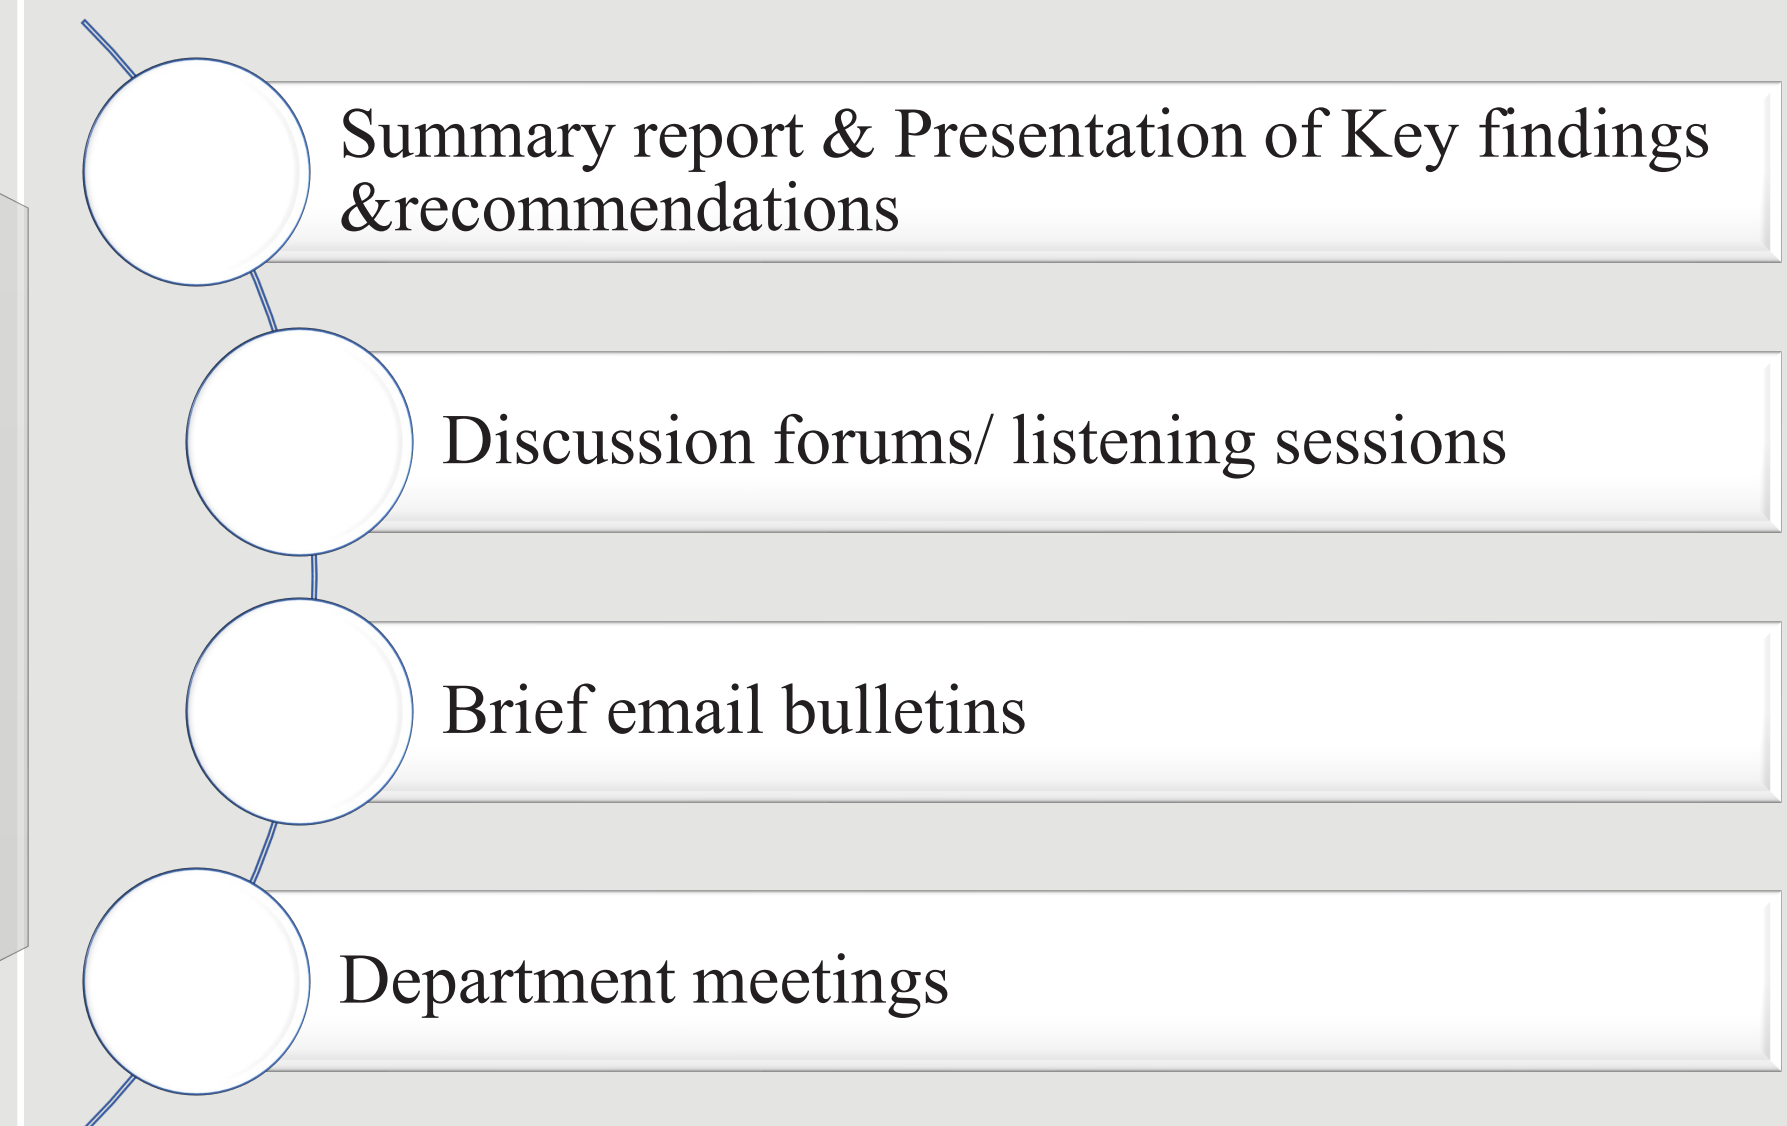 Summary report & Presentation of Key findings
&recommendations
Discussion forums/ listening sessions
Brief email bulletins
Department meetings